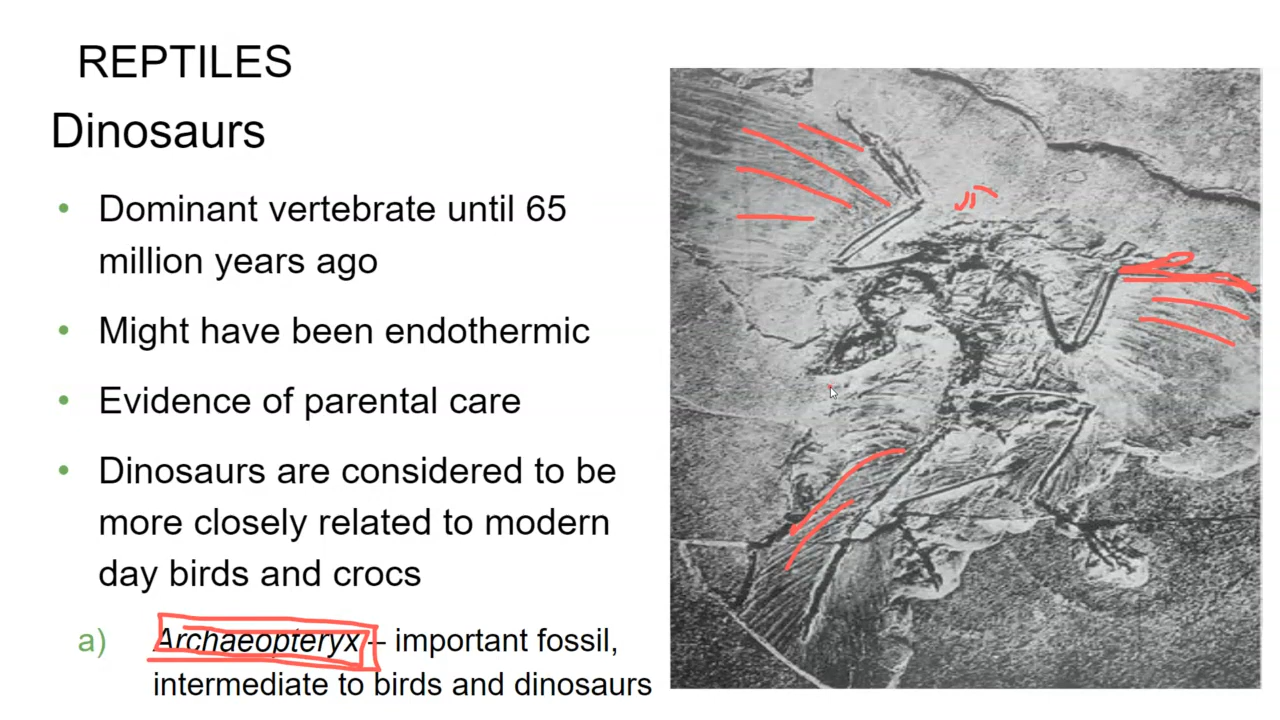 REPTILES
Dinosaurs
• Dominant vertebrate until 65
million years ago
• Might have been endothermic
• Evidence of parental care
• Dinosaurs are considered to be
more closely related to modern
day birds and crocs
a) Archaeopteryx – important fossil,
intermediate to birds and dinosaurs